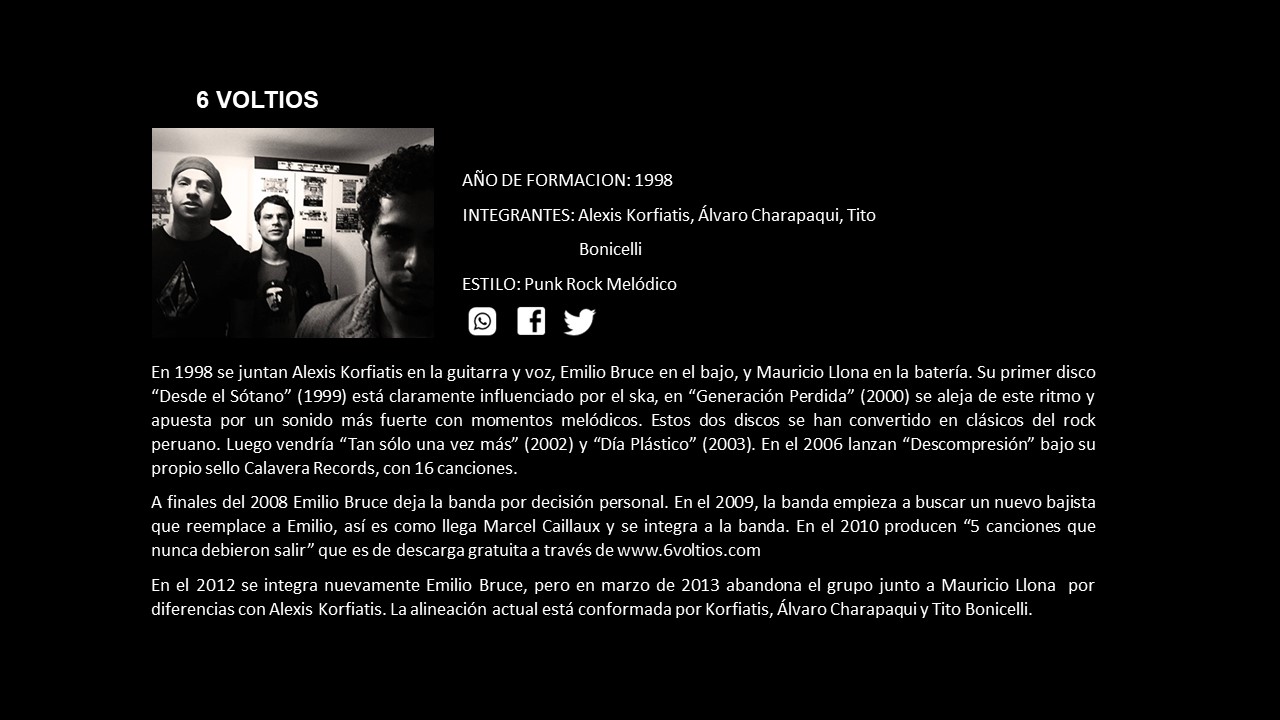 6 VOLTIOS
AÑO DE FORMACION: 1998
INTEGRANTES: Alexis Korfiatis, Álvaro Charapaqui, Tito
Bonicelli
ESTILO: Punk Rock Melódico
En 1998 se juntan Alexis Korfiatis en la guitarra y voz, Emilio Bruce en el bajo, y Mauricio Llona en la batería. Su primer disco
“Desde el Sótano” (1999) está claramente influenciado por el ska, en “Generación Perdida” (2000) se aleja de este ritmo y
apuesta por un sonido más fuerte con momentos melódicos. Estos dos discos se han convertido en clásicos del rock
peruano. Luego vendría “Tan sólo una vez más” (2002) y “Día Plástico” (2003). En el 2006 lanzan “Descompresión” bajo su
propio sello Calavera Records, con 16 canciones.
A finales del 2008 Emilio Bruce deja la banda por decisión personal. En el 2009, la banda empieza a buscar un nuevo bajista
que reemplace a Emilio, así es como llega Marcel Caillaux y se integra a la banda. En el 2010 producen “5 canciones que
nunca debieron salir” que es de descarga gratuita a través de www.6voltios.com
En el 2012 se integra nuevamente Emilio Bruce, pero en marzo de 2013 abandona el grupo junto a Mauricio Llona por
diferencias con Alexis Korfiatis. La alineación actual está conformada por Korfiatis, Álvaro Charapaqui y Tito Bonicelli.